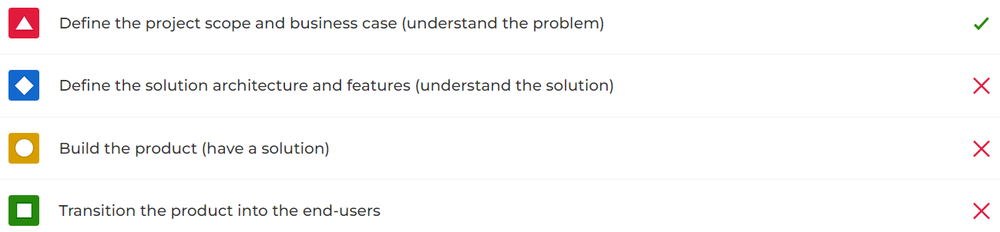 Define the project scope and business case (understand the problem)
Define the solution architecture and features (understand the solution)
Build the product (have a solution)
Transition the product into the end-users